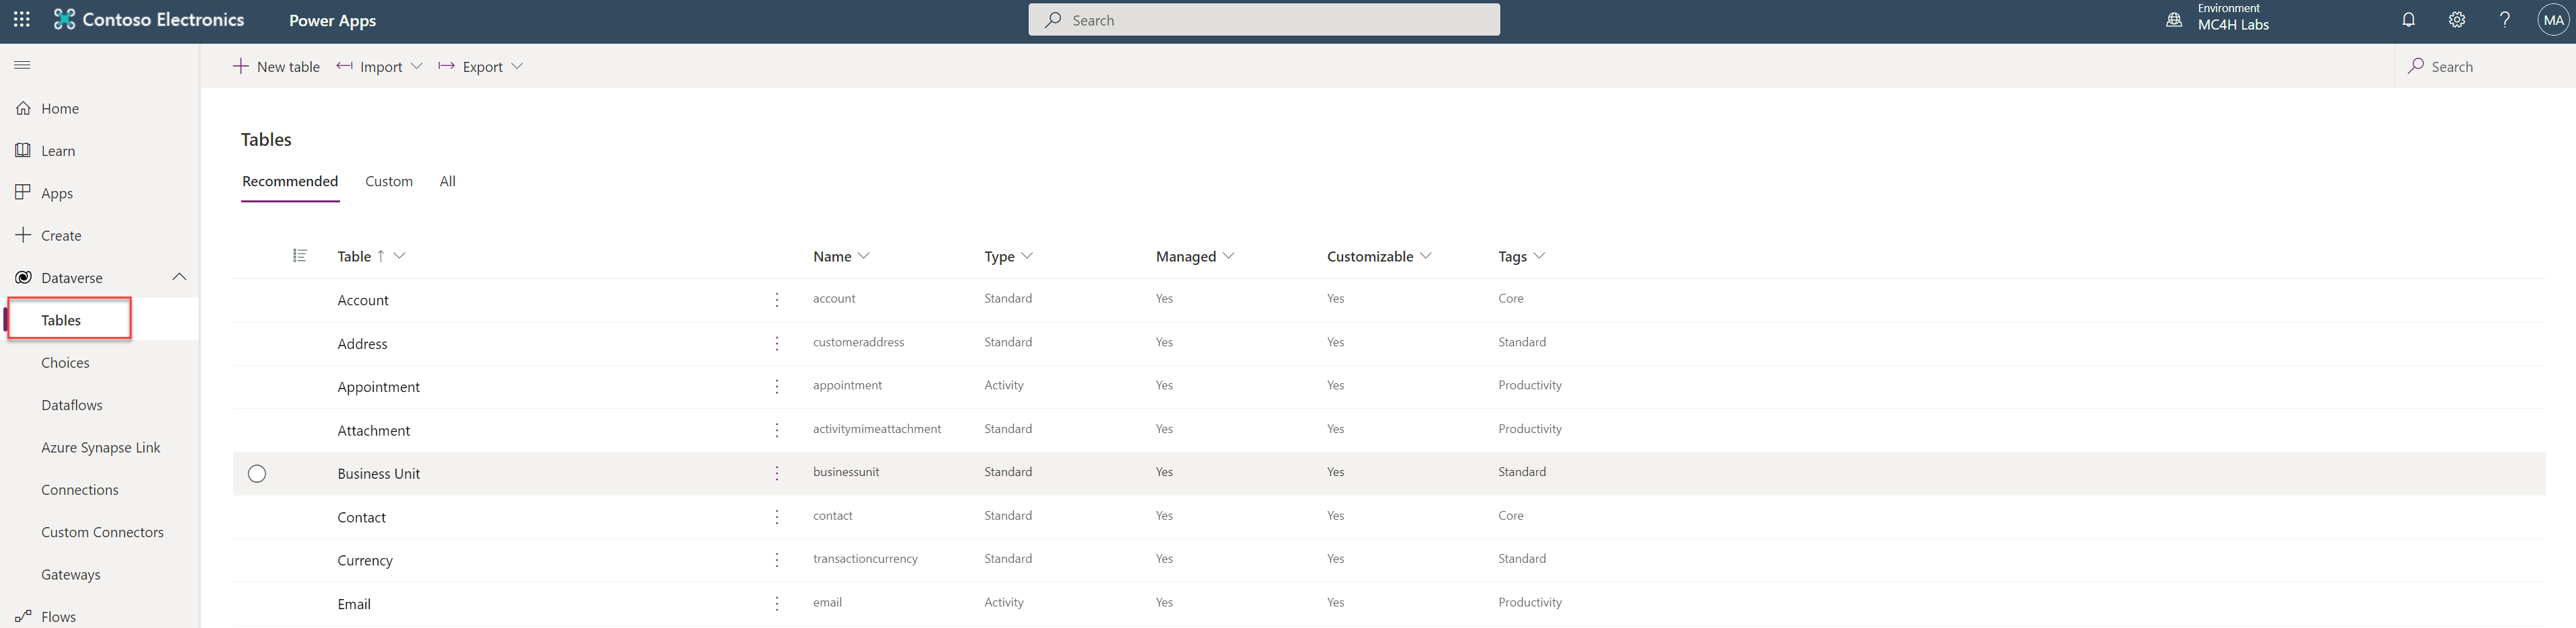 Contoso Electronics Power Apps Search Environment
MC4H Labs ? MA
New table Import Export Search
Home
Learn
Apps
Create
Dataverse
Tables
Choices
Dataflows
Azure Synapse Link
Connections
Custom Connectors
Gateways
Flows
Tables
Recommended Custom All
Table ↑ Name Type Managed Customizable Tags
Account account Standard Yes Yes Core
Address customeraddress Standard Yes Yes Standard
Appointment appointment Activity Yes Yes Productivity
Attachment activitymimeattachment Standard Yes Yes Productivity
Business Unit businessunit Standard Yes Yes Standard
Contact contact Standard Yes Yes Core
Currency transactioncurrency Standard Yes Yes Standard
Email email Activity Yes Yes Productivity